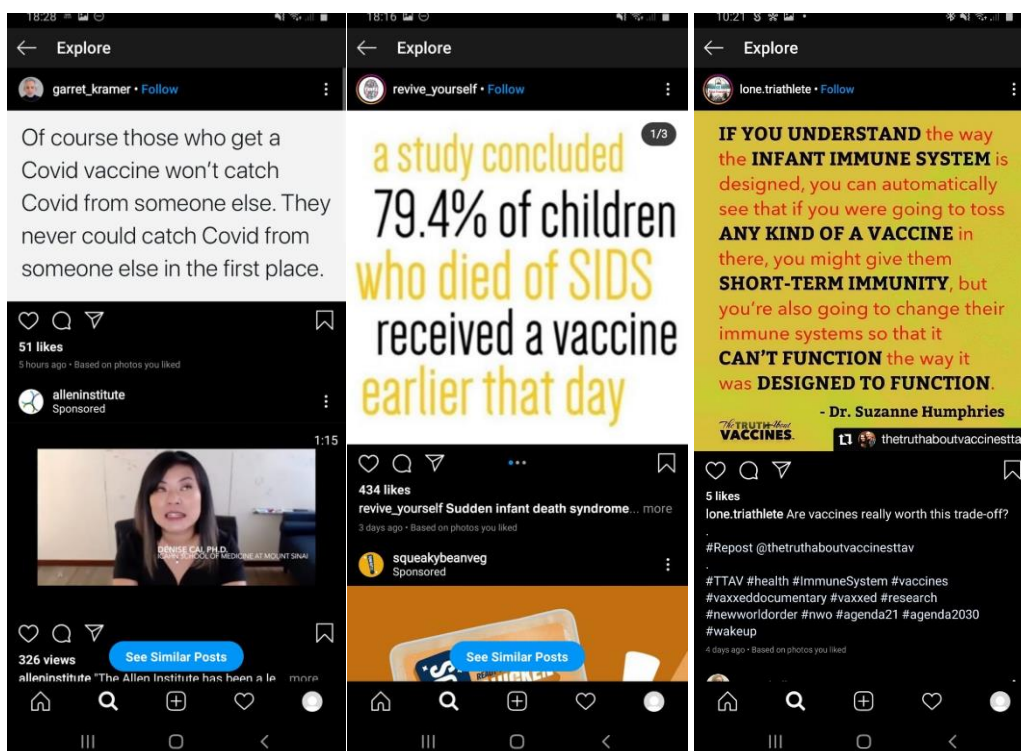 18:28
Explore
garret_kramer • Follow
Of course those who get a
Covid vaccine won't catch
Covid from someone else. They
never could catch Covid from
someone else in the first place.
51 likes
5 hours ago • Based on photos you liked
alleninstitute
Sponsored
1:15
DENISE CAI, PH.D.
ICAHN SCHOOL OF MEDICINE AT MOUNT SINAI
See Similar Posts
326 views
alleninstitute "The Allen Institute has been a le... more
18:16
Explore
revive_yourself • Follow
1/3
a study concluded
79.4% of children
who died of SIDS
received a vaccine
earlier that day
434 likes
revive_yourself Sudden infant death syndrome... more
3 days ago • Based on photos you liked
squeakybeanveg
Sponsored
See Similar Posts
10:21
Explore
lone.triathlete • Follow
IF YOU UNDERSTAND the way
the INFANT IMMUNE SYSTEM is
designed, you can automatically
see that if you were going to toss
ANY KIND OF A VACCINE in
there, you might give them
SHORT-TERM IMMUNITY, but
you're also going to change their
immune systems so that it
CAN'T FUNCTION the way it
was DESIGNED TO FUNCTION.
- Dr. Suzanne Humphries
The TRUTH About
VACCINES.
thetruthaboutvaccinestta
5 likes
lone.triathlete Are vaccines really worth this trade-off?
.
#Repost @thetruthaboutvaccinesttav
.
#TTAV #health #ImmuneSystem #vaccines
#vaxxeddocumentary #vaxxed #research
#newworldorder #nwo #agenda21 #agenda2030
#wakeup
4 days ago • Based on photos you liked